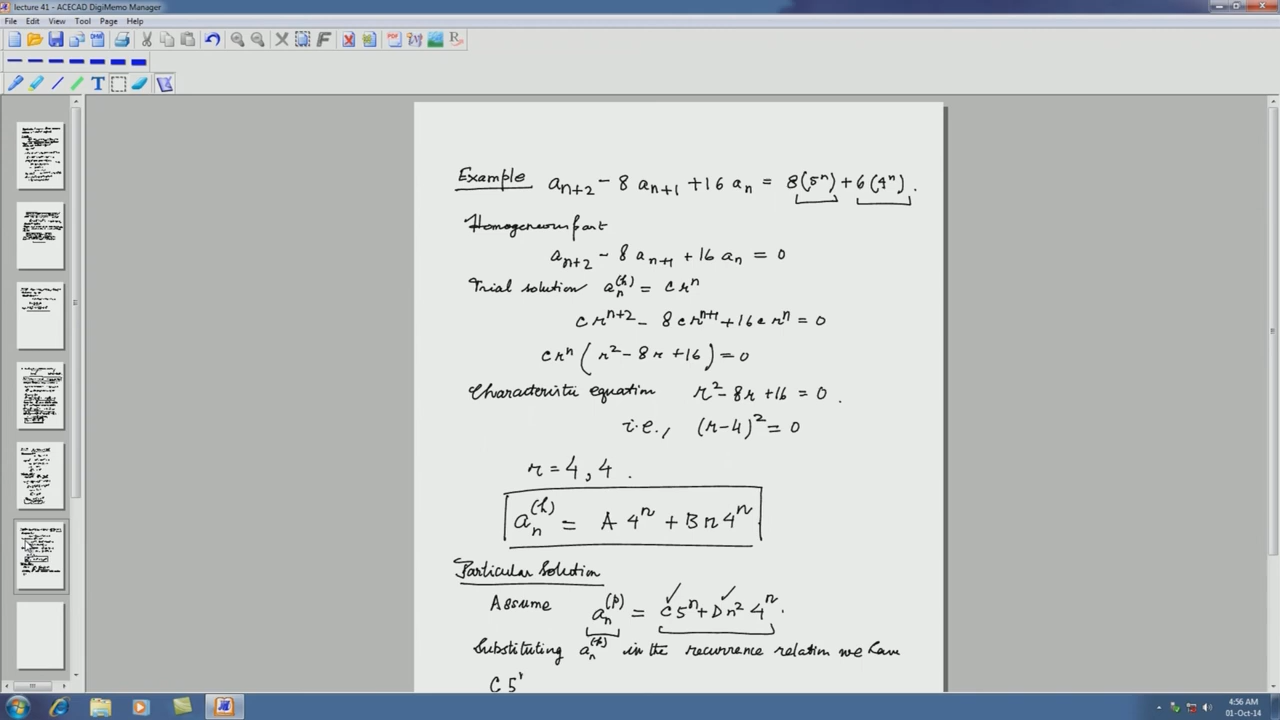 lecture 41 - ACECAD DigiMemo Manager
File Edit View Tool Page Help
Example a_{n+2} - 8 a_{n+1} + 16 a_n = 8(5^n) + 6(4^n).
Homogeneous part
a_{n+2} - 8 a_{n+1} + 16 a_n = 0
Trial solution a_n^{(h)} = c r^n
c r^{n+2} - 8 c r^{n+1} + 16 c r^n = 0
c r^n ( r^2 - 8r + 16 ) = 0
Characteristic equation r^2 - 8r + 16 = 0.
i.e., (r-4)^2 = 0
r = 4, 4.
a_n^{(h)} = A 4^n + B n 4^n
Particular Solution
Assume a_n^{(p)} = C 5^n + D n^2 4^n.
Substituting a_n^{(p)} in the recurrence relation we have
C 5
4:56 AM
01-Oct-14